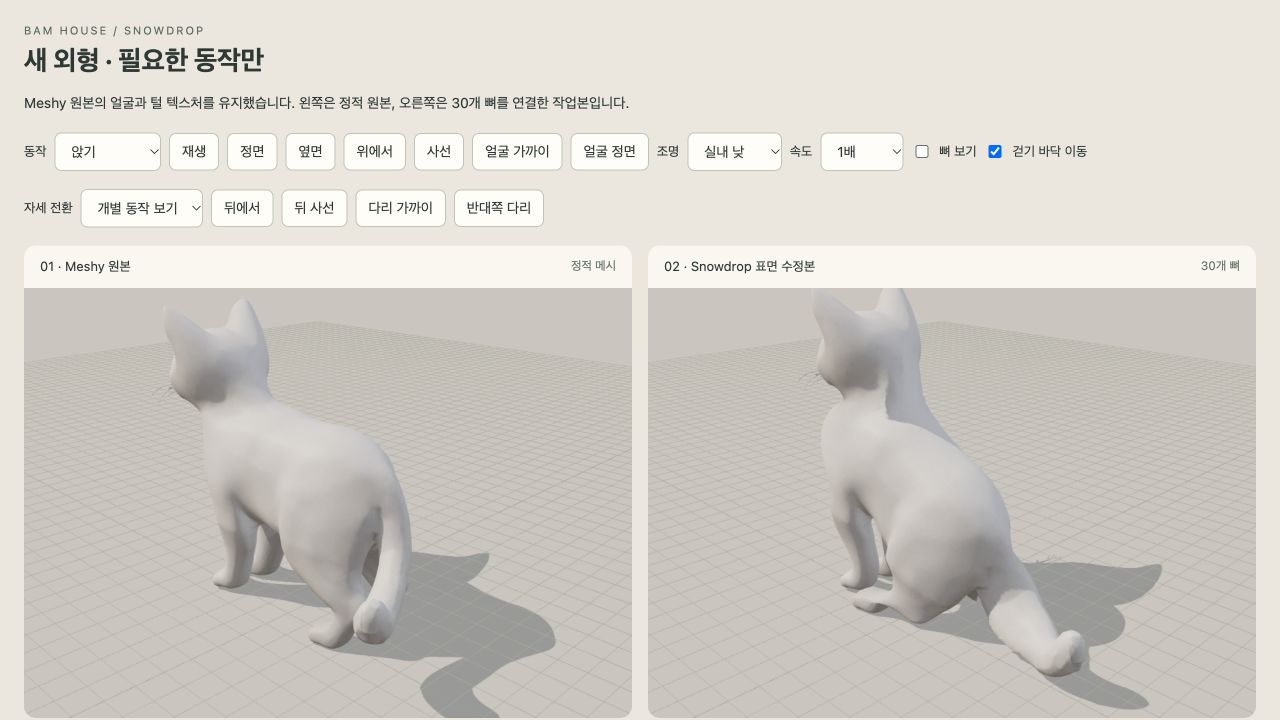 BAM HOUSE / SNOWDROP
새 외형 · 필요한 동작만
Meshy 원본의 얼굴과 털 텍스처를 유지했습니다. 왼쪽은 정적 원본, 오른쪽은 30개 뼈를 연결한 작업본입니다.
동작 앉기 재생 정면 옆면 위에서 사선 얼굴 가까이 얼굴 정면 조명 실내 낮 속도 1배 뼈 보기 걷기 바닥 이동
자세 전환 개별 동작 보기 뒤에서 뒤 사선 다리 가까이 반대쪽 다리
01 · Meshy 원본 정적 메시
02 · Snowdrop 표면 수정본 30개 뼈